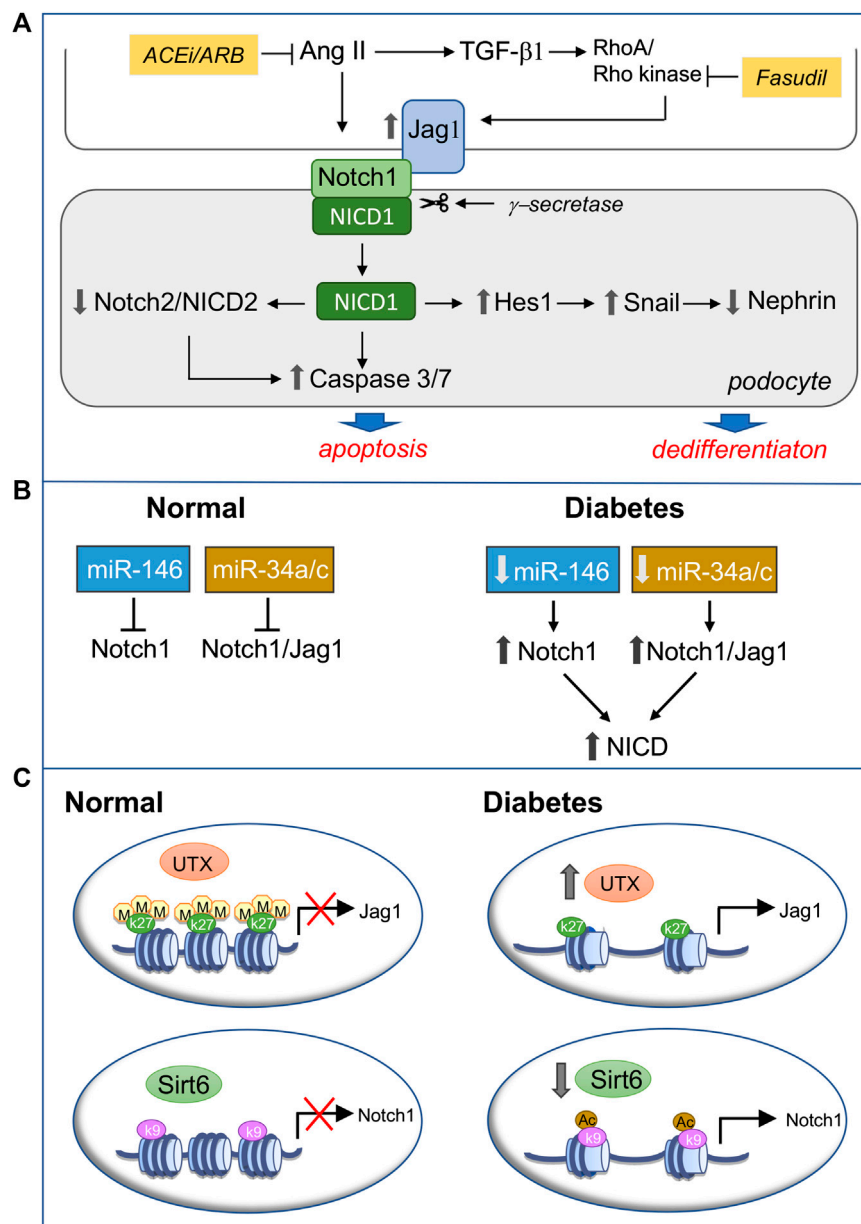 A
ACEi/ARB
Ang II
TGF-β1
RhoA/
Rho kinase
Fasudil
Jag1
Notch1
NICD1
γ–secretase
Notch2/NICD2
NICD1
Hes1
Snail
Nephrin
Caspase 3/7
podocyte
apoptosis
dedifferentiaton
B
Normal
Diabetes
miR-146
miR-34a/c
miR-146
miR-34a/c
Notch1
Notch1/Jag1
Notch1
Notch1/Jag1
NICD
C
Normal
Diabetes
UTX
M M M
M M M
M M M
k27
k27
k27
Jag1
UTX
k27
k27
Jag1
Sirt6
k9
k9
Notch1
Sirt6
Ac
Ac
k9
k9
Notch1